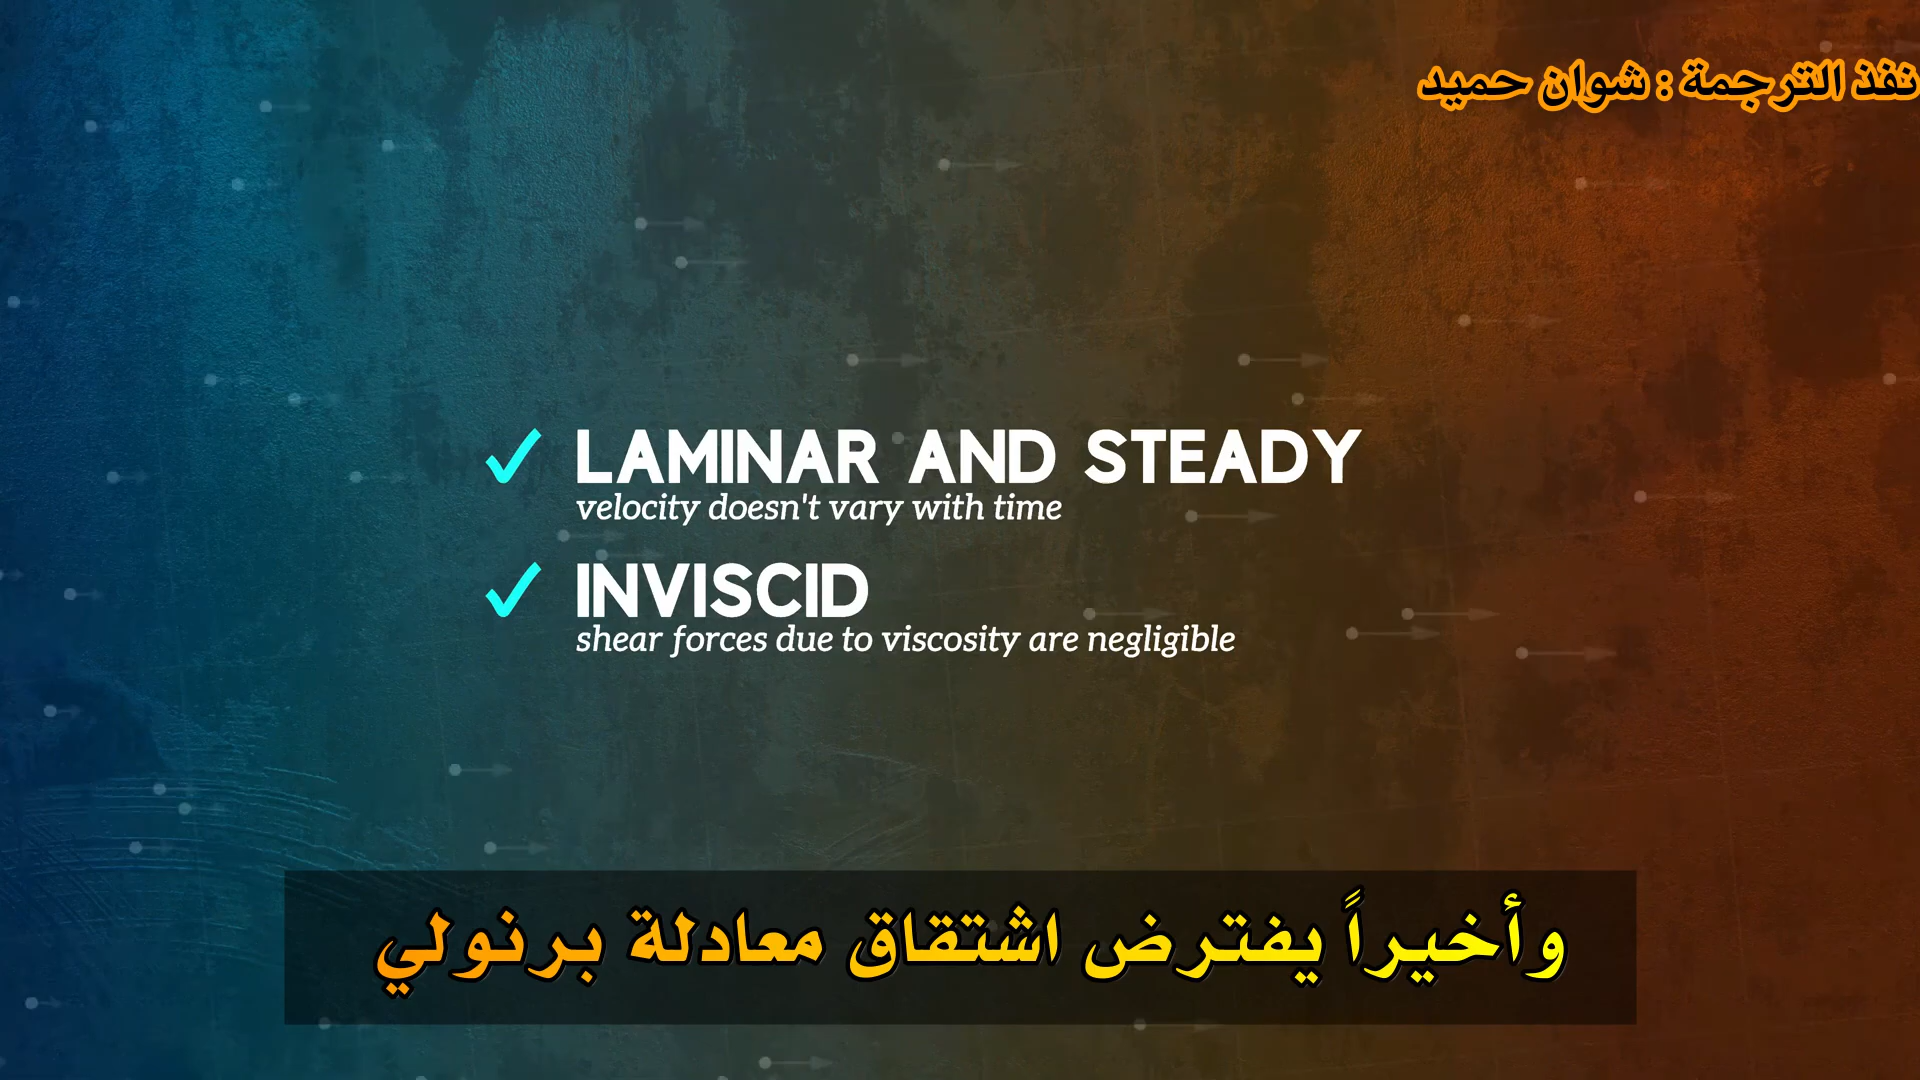 نفذ الترجمة : شوان حميد
LAMINAR AND STEADY
velocity doesn't vary with time
INVISCID
shear forces due to viscosity are negligible
وأخيراً يفترض اشتقاق معادلة برنولي